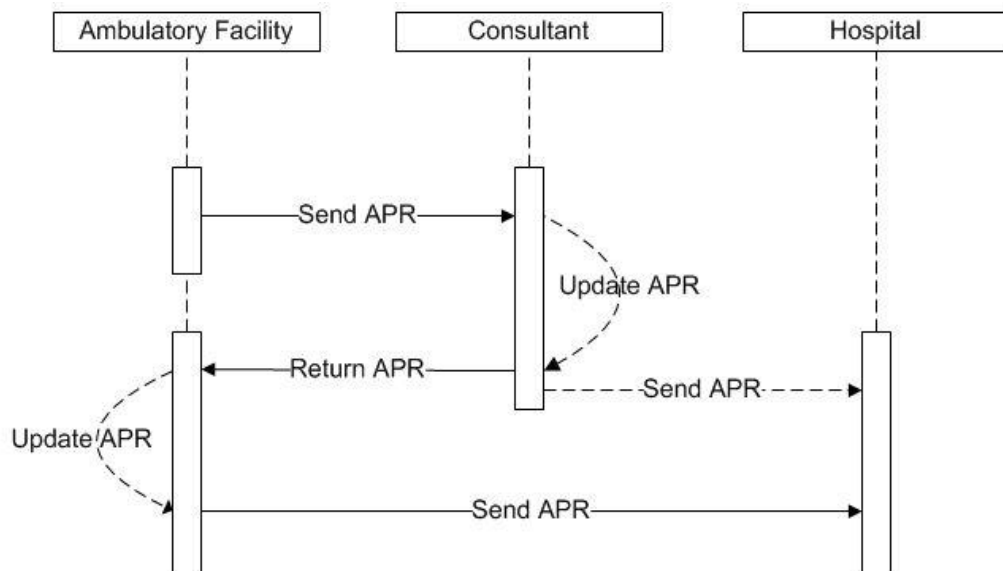 Ambulatory Facility
Consultant
Hospital
Send APR
Update APR
Return APR
Send APR
Update APR
Send APR